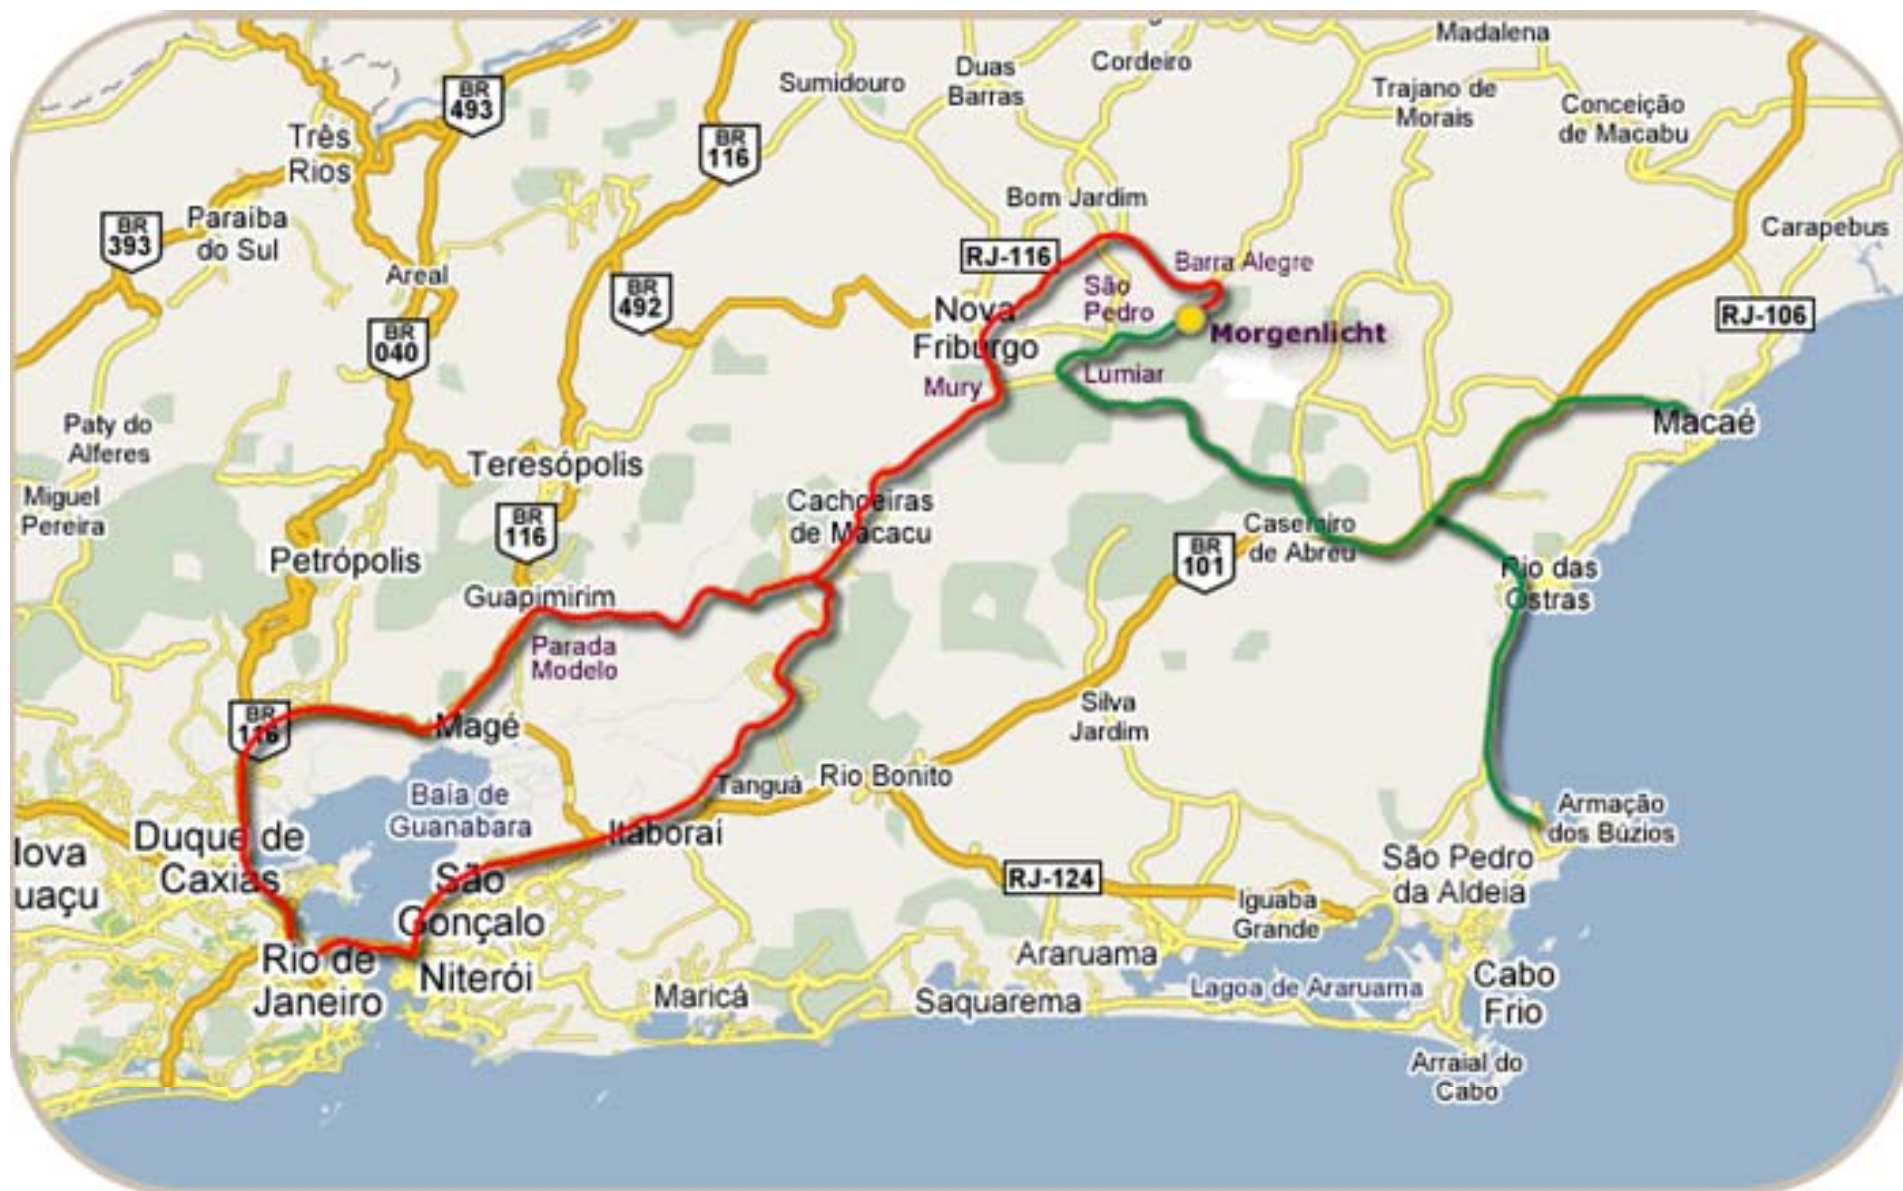 Madalena
Cordeiro
Duas
Barras
Sumidouro
Trajano de
Morais
Conceição
de Macabu
BR
493
Três
Rios
BR
116
Bom Jardim
Paraíba
do Sul
BR
393
Carapebus
RJ-116
Barra Alegre
Areal
São
Pedro
BR
492
Nova
Friburgo
RJ-106
Morgenlicht
BR
040
Mury
Lumiar
Macaé
Paty do
Alferes
Teresópolis
Miguel
Pereira
Cachoeiras
de Macacu
BR
116
Casemiro
de Abreu
BR
101
Petrópolis
Rio das
Ostras
Guapimirim
Parada
Modelo
Silva
Jardim
BR
116
Magé
Rio Bonito
Tanguá
Baía de
Guanabara
Armação
dos Búzios
Itaboraí
Duque de
Caxias
lova
uaçu
São
Gonçalo
São Pedro
da Aldeia
RJ-124
Iguaba
Grande
Araruama
Rio de
Janeiro
Niterói
Maricá
Saquarema
Lagoa de Araruama
Cabo
Frio
Arraial do
Cabo